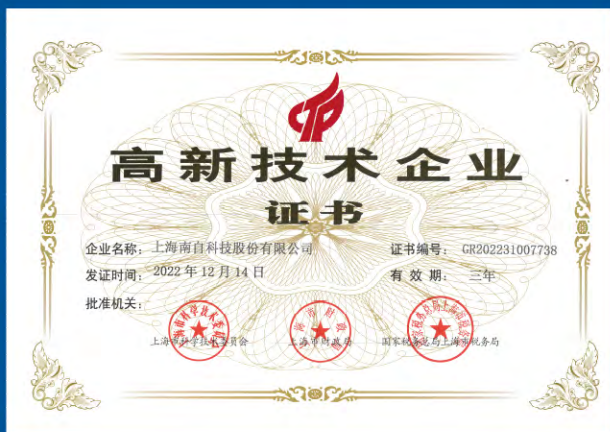 高新技术企业
证书
企业名称：上海南自科技股份有限公司 证书编号：GR202231007738
发证时间：2022年12月14日 有效期：三年
批准机关：
上海市科学技术委员会 上海市财政局 国家税务总局上海市税务局